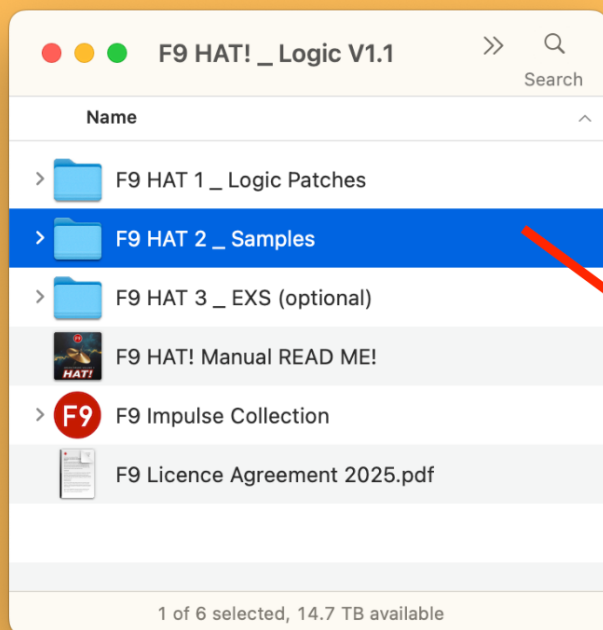 F9 HAT! _ Logic V1.1
Search
Name
F9 HAT 1 _ Logic Patches
F9 HAT 2 _ Samples
F9 HAT 3 _ EXS (optional)
HAT!
F9 HAT! Manual READ ME!
F9
F9 Impulse Collection
F9 Licence Agreement 2025.pdf
1 of 6 selected, 14.7 TB available